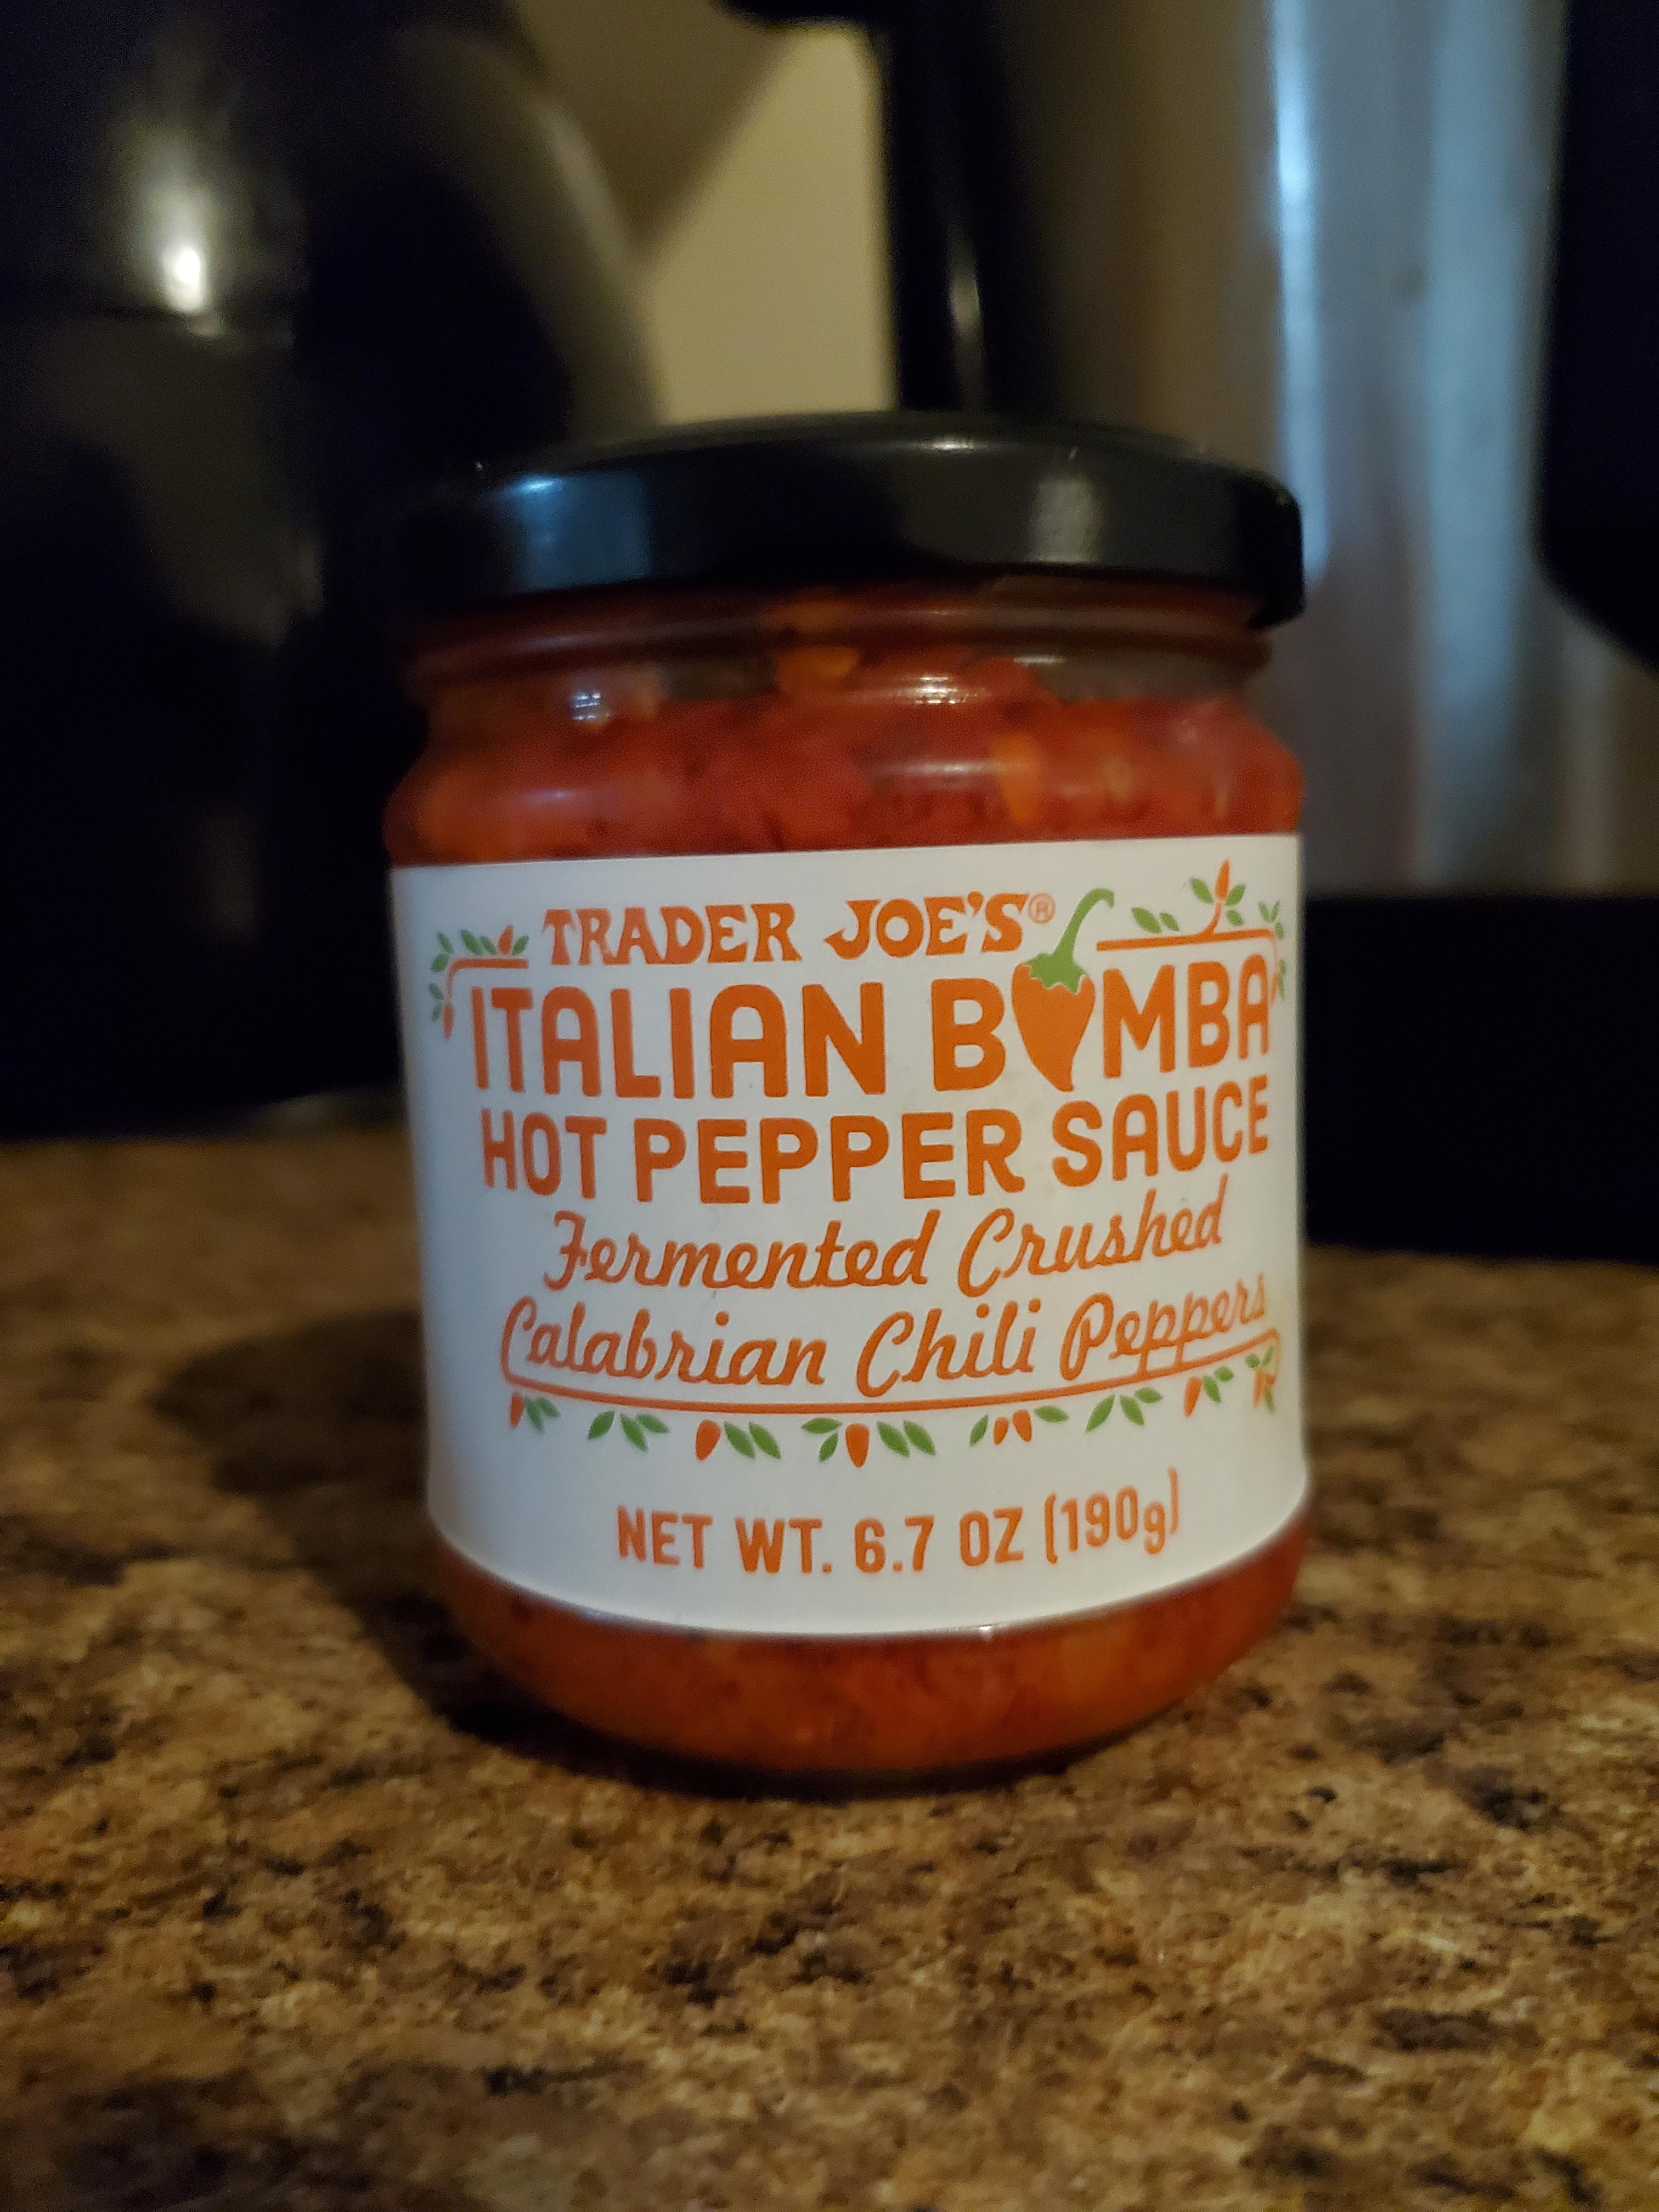 TRADER JOE'S®
ITALIAN BOMBA
HOT PEPPER SAUCE
Fermented Crushed
Calabrian Chili Peppers
NET WT. 6.7 OZ (190g)